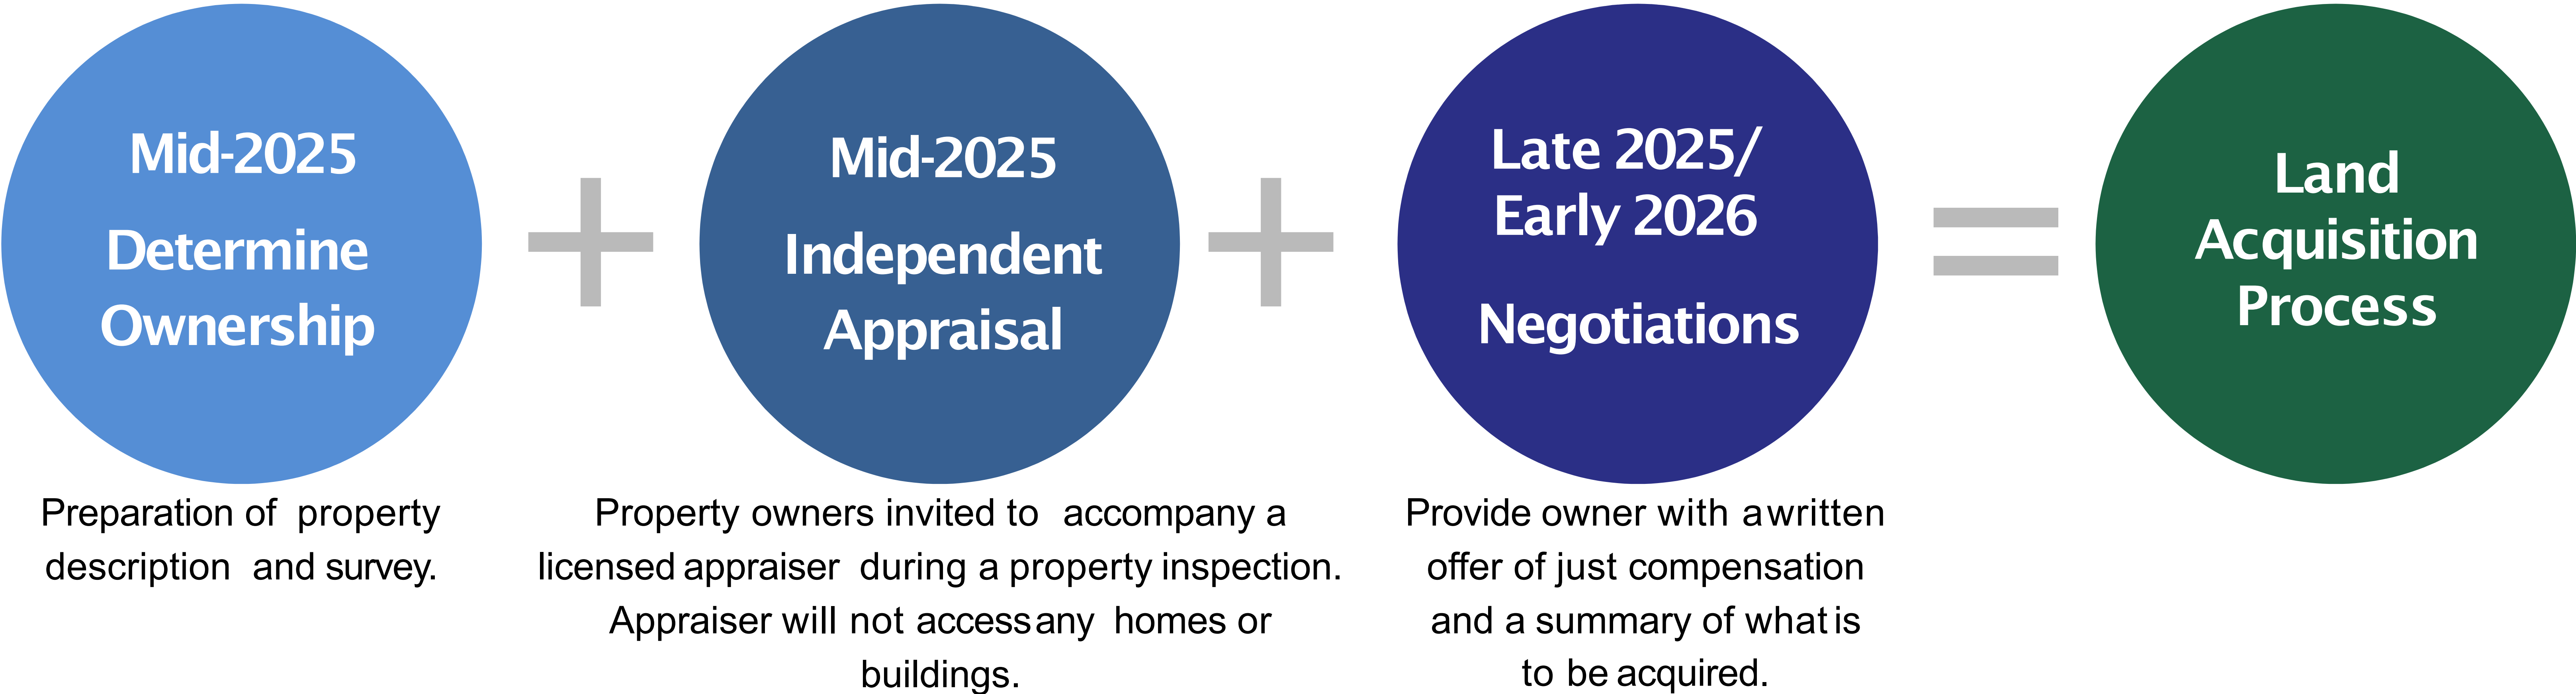 Mid-2025
Determine
Ownership
Preparation of property
description and survey.
Mid-2025
Independent
Appraisal
Property owners invited to accompany a
licensed appraiser during a property inspection.
Appraiser will not access any homes or
buildings.
Late 2025/
Early 2026
Negotiations
Provide owner with a written
offer of just compensation
and a summary of what is
to be acquired.
Land
Acquisition
Process